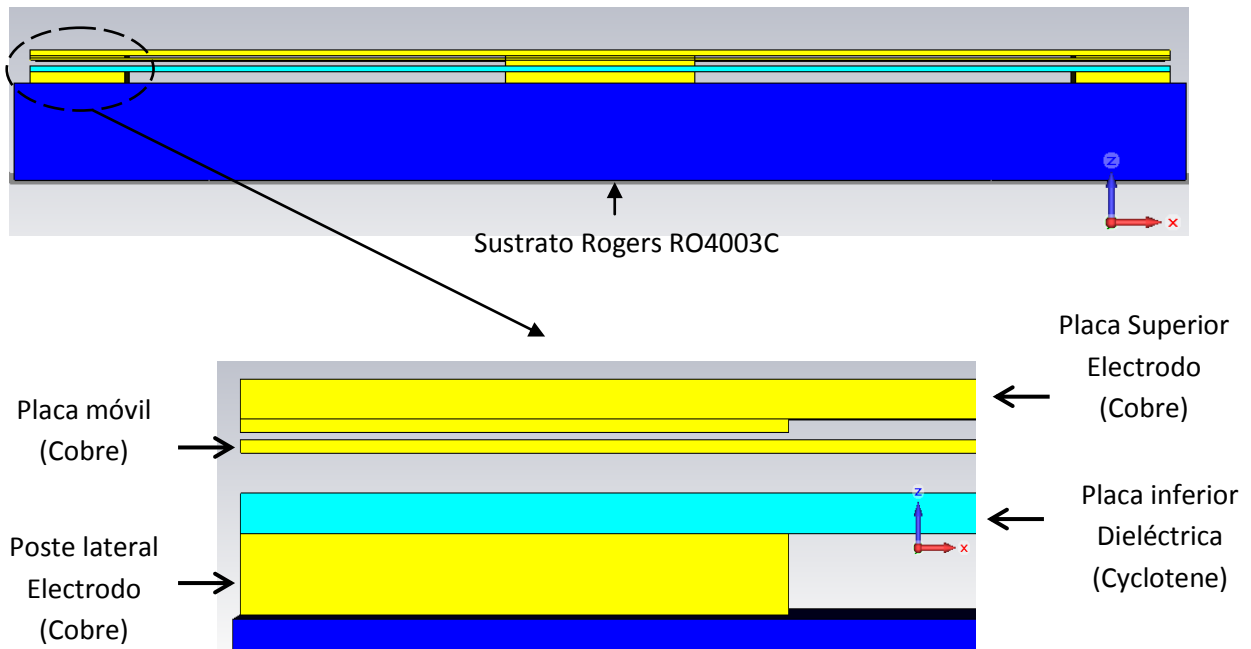 Z
x
Sustrato Rogers RO4003C
Placa Superior
Electrodo
(Cobre)
Placa móvil
(Cobre)
z
x
Placa inferior
Dieléctrica
(Cyclotene)
Poste lateral
Electrodo
(Cobre)